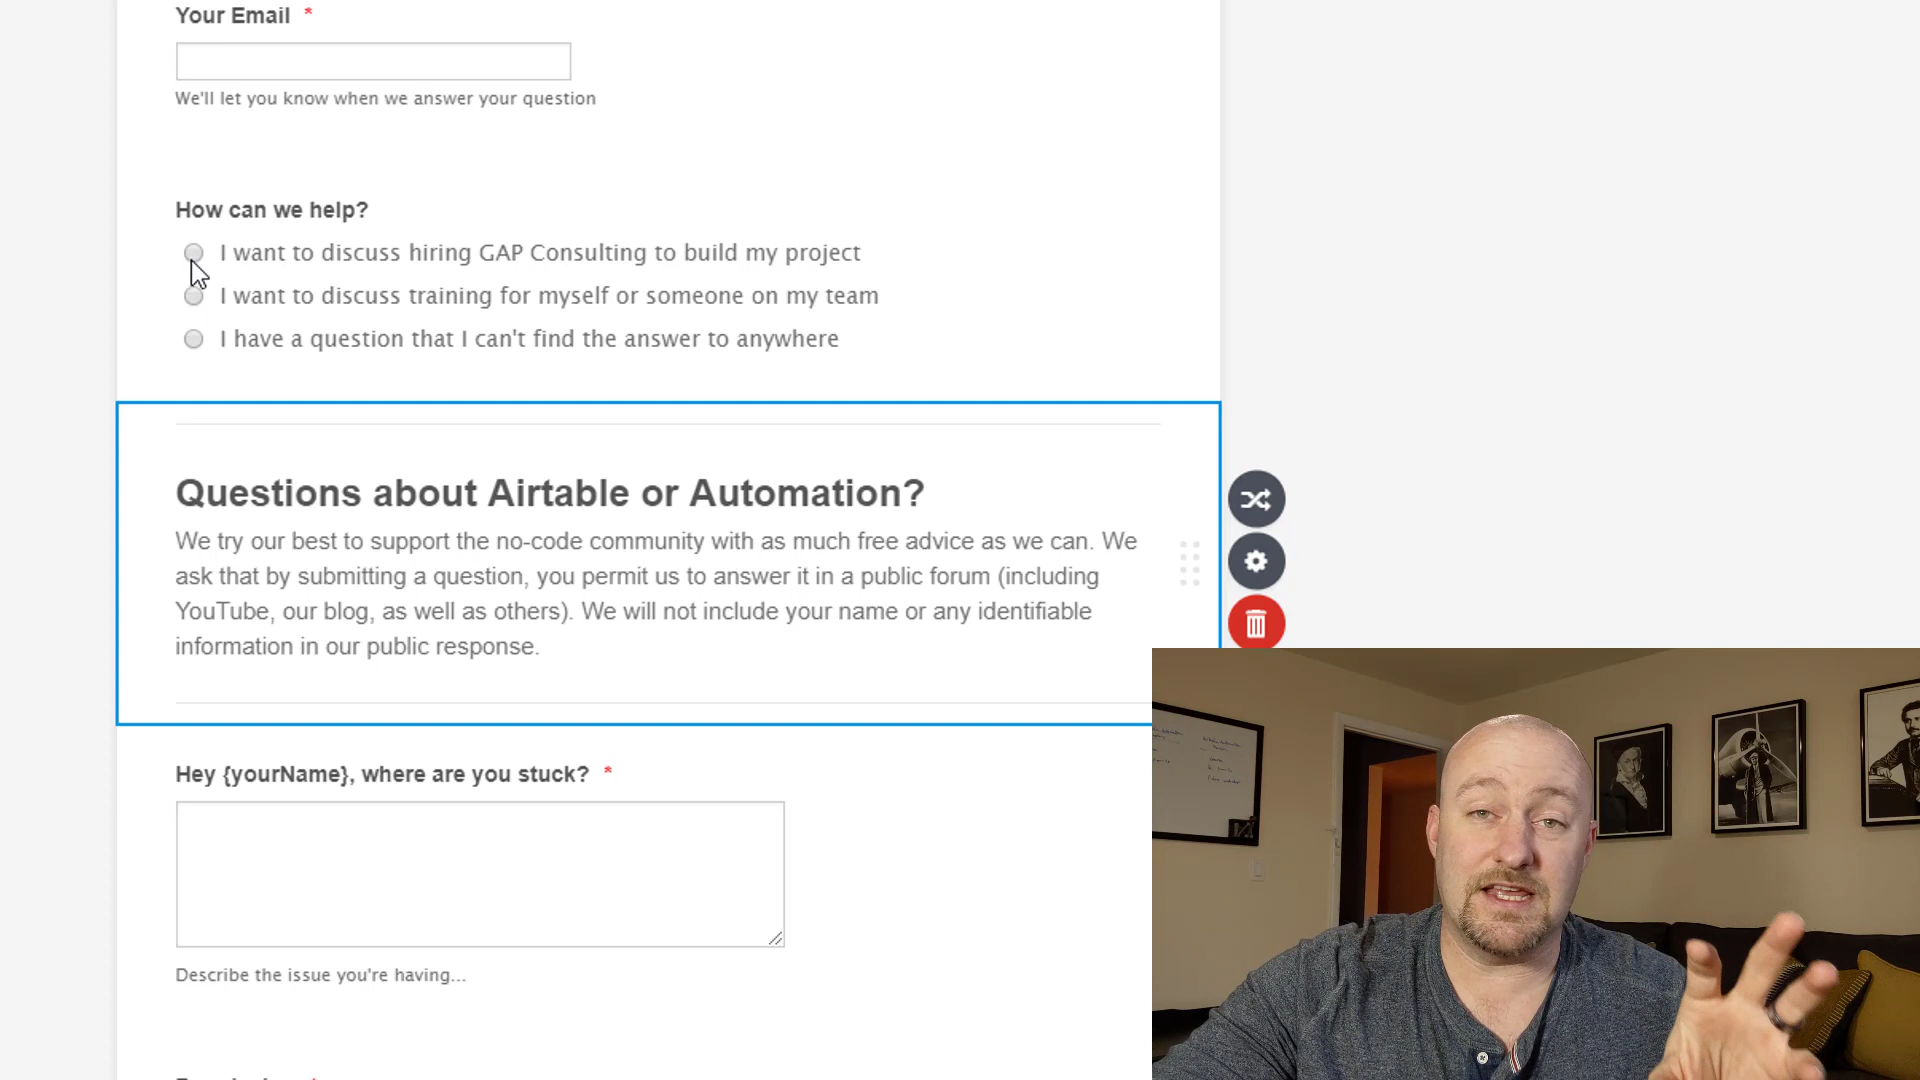 Your Email *
We'll let you know when we answer your question
How can we help?
I want to discuss hiring GAP Consulting to build my project
I want to discuss training for myself or someone on my team
I have a question that I can't find the answer to anywhere
Questions about Airtable or Automation?
We try our best to support the no-code community with as much free advice as we can. We
ask that by submitting a question, you permit us to answer it in a public forum (including
YouTube, our blog, as well as others). We will not include your name or any identifiable
information in our public response.
Hey {yourName}, where are you stuck? *
Describe the issue you're having...